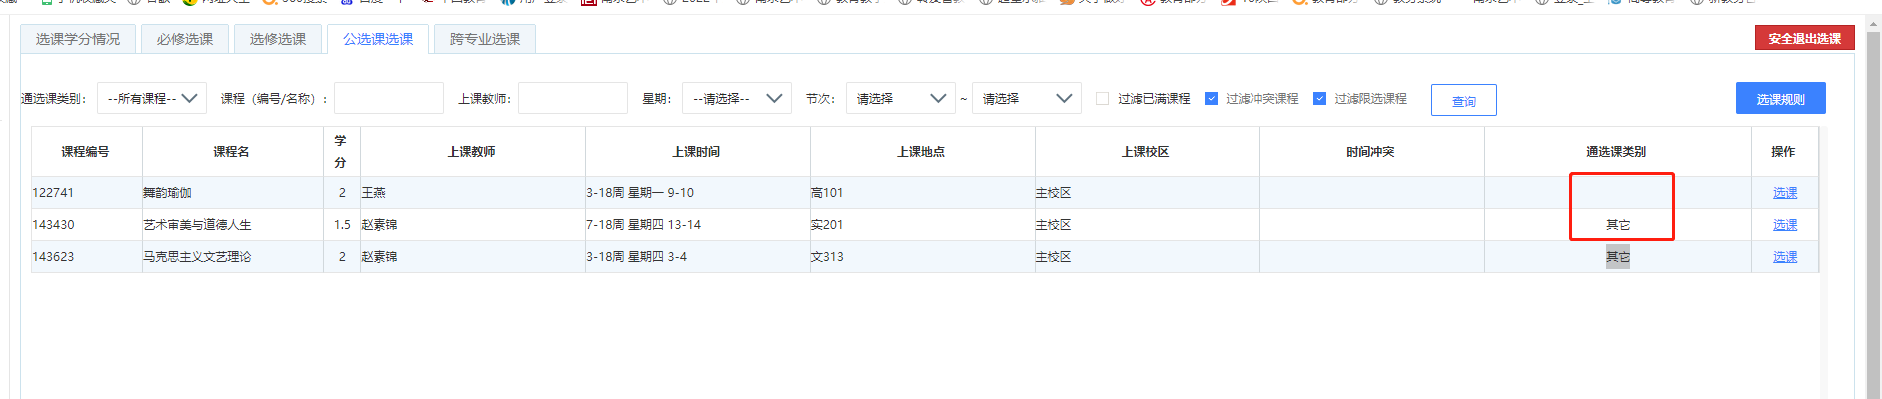 选课学分情况 必修选课 选修选课 公选课选课 跨专业选课 安全退出选课
通选课类别： --所有课程-- 课程（编号/名称）： 上课教师： 星期： --请选择-- 节次： 请选择 ~ 请选择 过滤已满课程 过滤冲突课程 过滤限选课程 查询 选课规则
课程编号 课程名 学分 上课教师 上课时间 上课地点 上课校区 时间冲突 通选课类别 操作
122741 舞韵瑜伽 2 王燕 3-18周 星期一 9-10 高101 主校区 选课
143430 艺术审美与道德人生 1.5 赵素锦 7-18周 星期四 13-14 实201 主校区 其它 选课
143623 马克思主义文艺理论 2 赵素锦 3-18周 星期四 3-4 文313 主校区 其它 选课